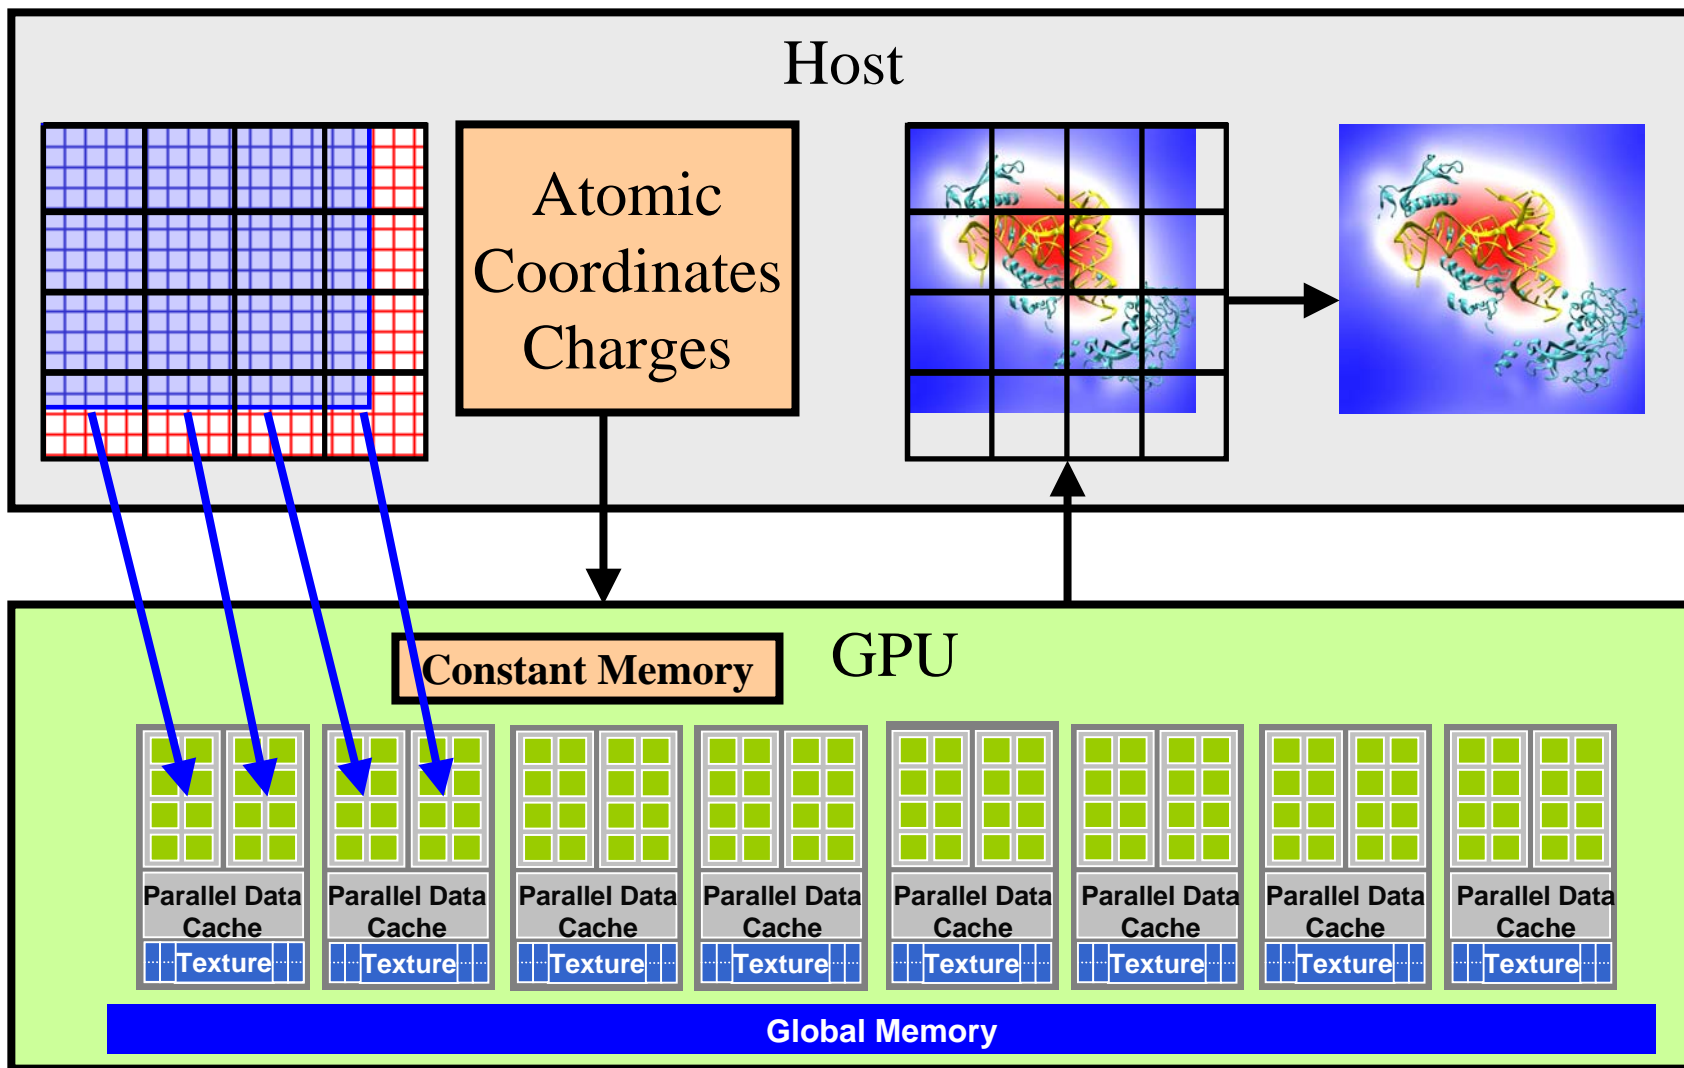 Host
Atomic
Coordinates
Charges
GPU
Constant Memory
Parallel Data
Cache
Texture
Parallel Data
Cache
Texture
Parallel Data
Cache
Texture
Parallel Data
Cache
Texture
Parallel Data
Cache
Texture
Parallel Data
Cache
Texture
Parallel Data
Cache
Texture
Parallel Data
Cache
Texture
Global Memory